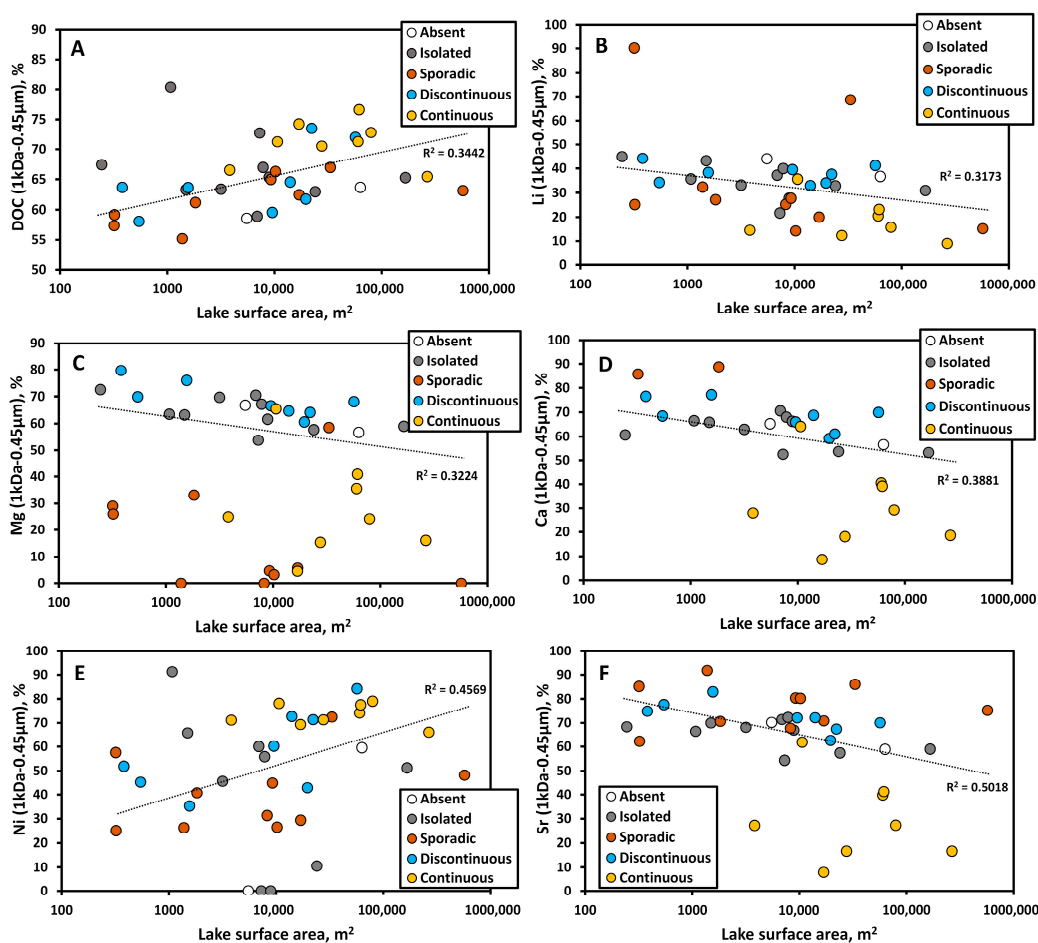 A
DOC (1kDa-0.45µm), %
90
85
80
75
70
65
60
55
50
100
1000
10,000
100,000
1000,000
Lake surface area, m²
Absent
Isolated
Sporadic
Discontinuous
Continuous
R² = 0.3442
B
Li (1kDa-0.45µm), %
100
90
80
70
60
50
40
30
20
10
0
100
1000
10,000
100,000
1000,000
Lake surface area, m²
Absent
Isolated
Sporadic
Discontinuous
Continuous
R² = 0.3173
C
Mg (1kDa-0.45µm), %
90
80
70
60
50
40
30
20
10
0
100
1000
10,000
100,000
1000,000
Lake surface area, m²
Absent
Isolated
Sporadic
Discontinuous
Continuous
R² = 0.3224
D
Ca (1kDa-0.45µm), %
100
90
80
70
60
50
40
30
20
10
0
100
1000
10,000
100,000
1000,000
Lake surface area, m²
Absent
Isolated
Sporadic
Discontinuous
Continuous
R² = 0.3881
E
Ni (1kDa-0.45µm), %
100
90
80
70
60
50
40
30
20
10
0
100
1000
10,000
100,000
1000,000
Lake surface area, m²
R² = 0.4569
Absent
Isolated
Sporadic
Discontinuous
Continuous
F
Sr (1kDa-0.45µm), %
100
90
80
70
60
50
40
30
20
10
0
100
1000
10,000
100,000
1000,000
Lake surface area, m²
R² = 0.5018
Absent
Isolated
Sporadic
Discontinuous
Continuous